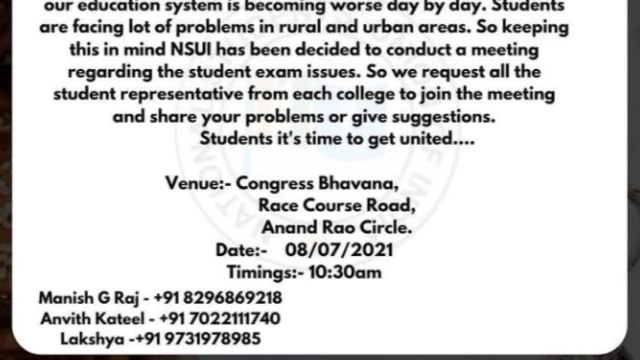 our education system is becoming worse day by day. Students
are facing lot of problems in rural and urban areas. So keeping
this in mind NSUI has been decided to conduct a meeting
regarding the student exam issues. So we request all the
student representative from each college to join the meeting
and share your problems or give suggestions.
Students it's time to get united....
Venue:- Congress Bhavana,
Race Course Road,
Anand Rao Circle.
Date:- 08/07/2021
Timings:- 10:30am
Manish G Raj - +91 8296869218
Anvith Kateel - +91 7022111740
Lakshya -+91 9731978985